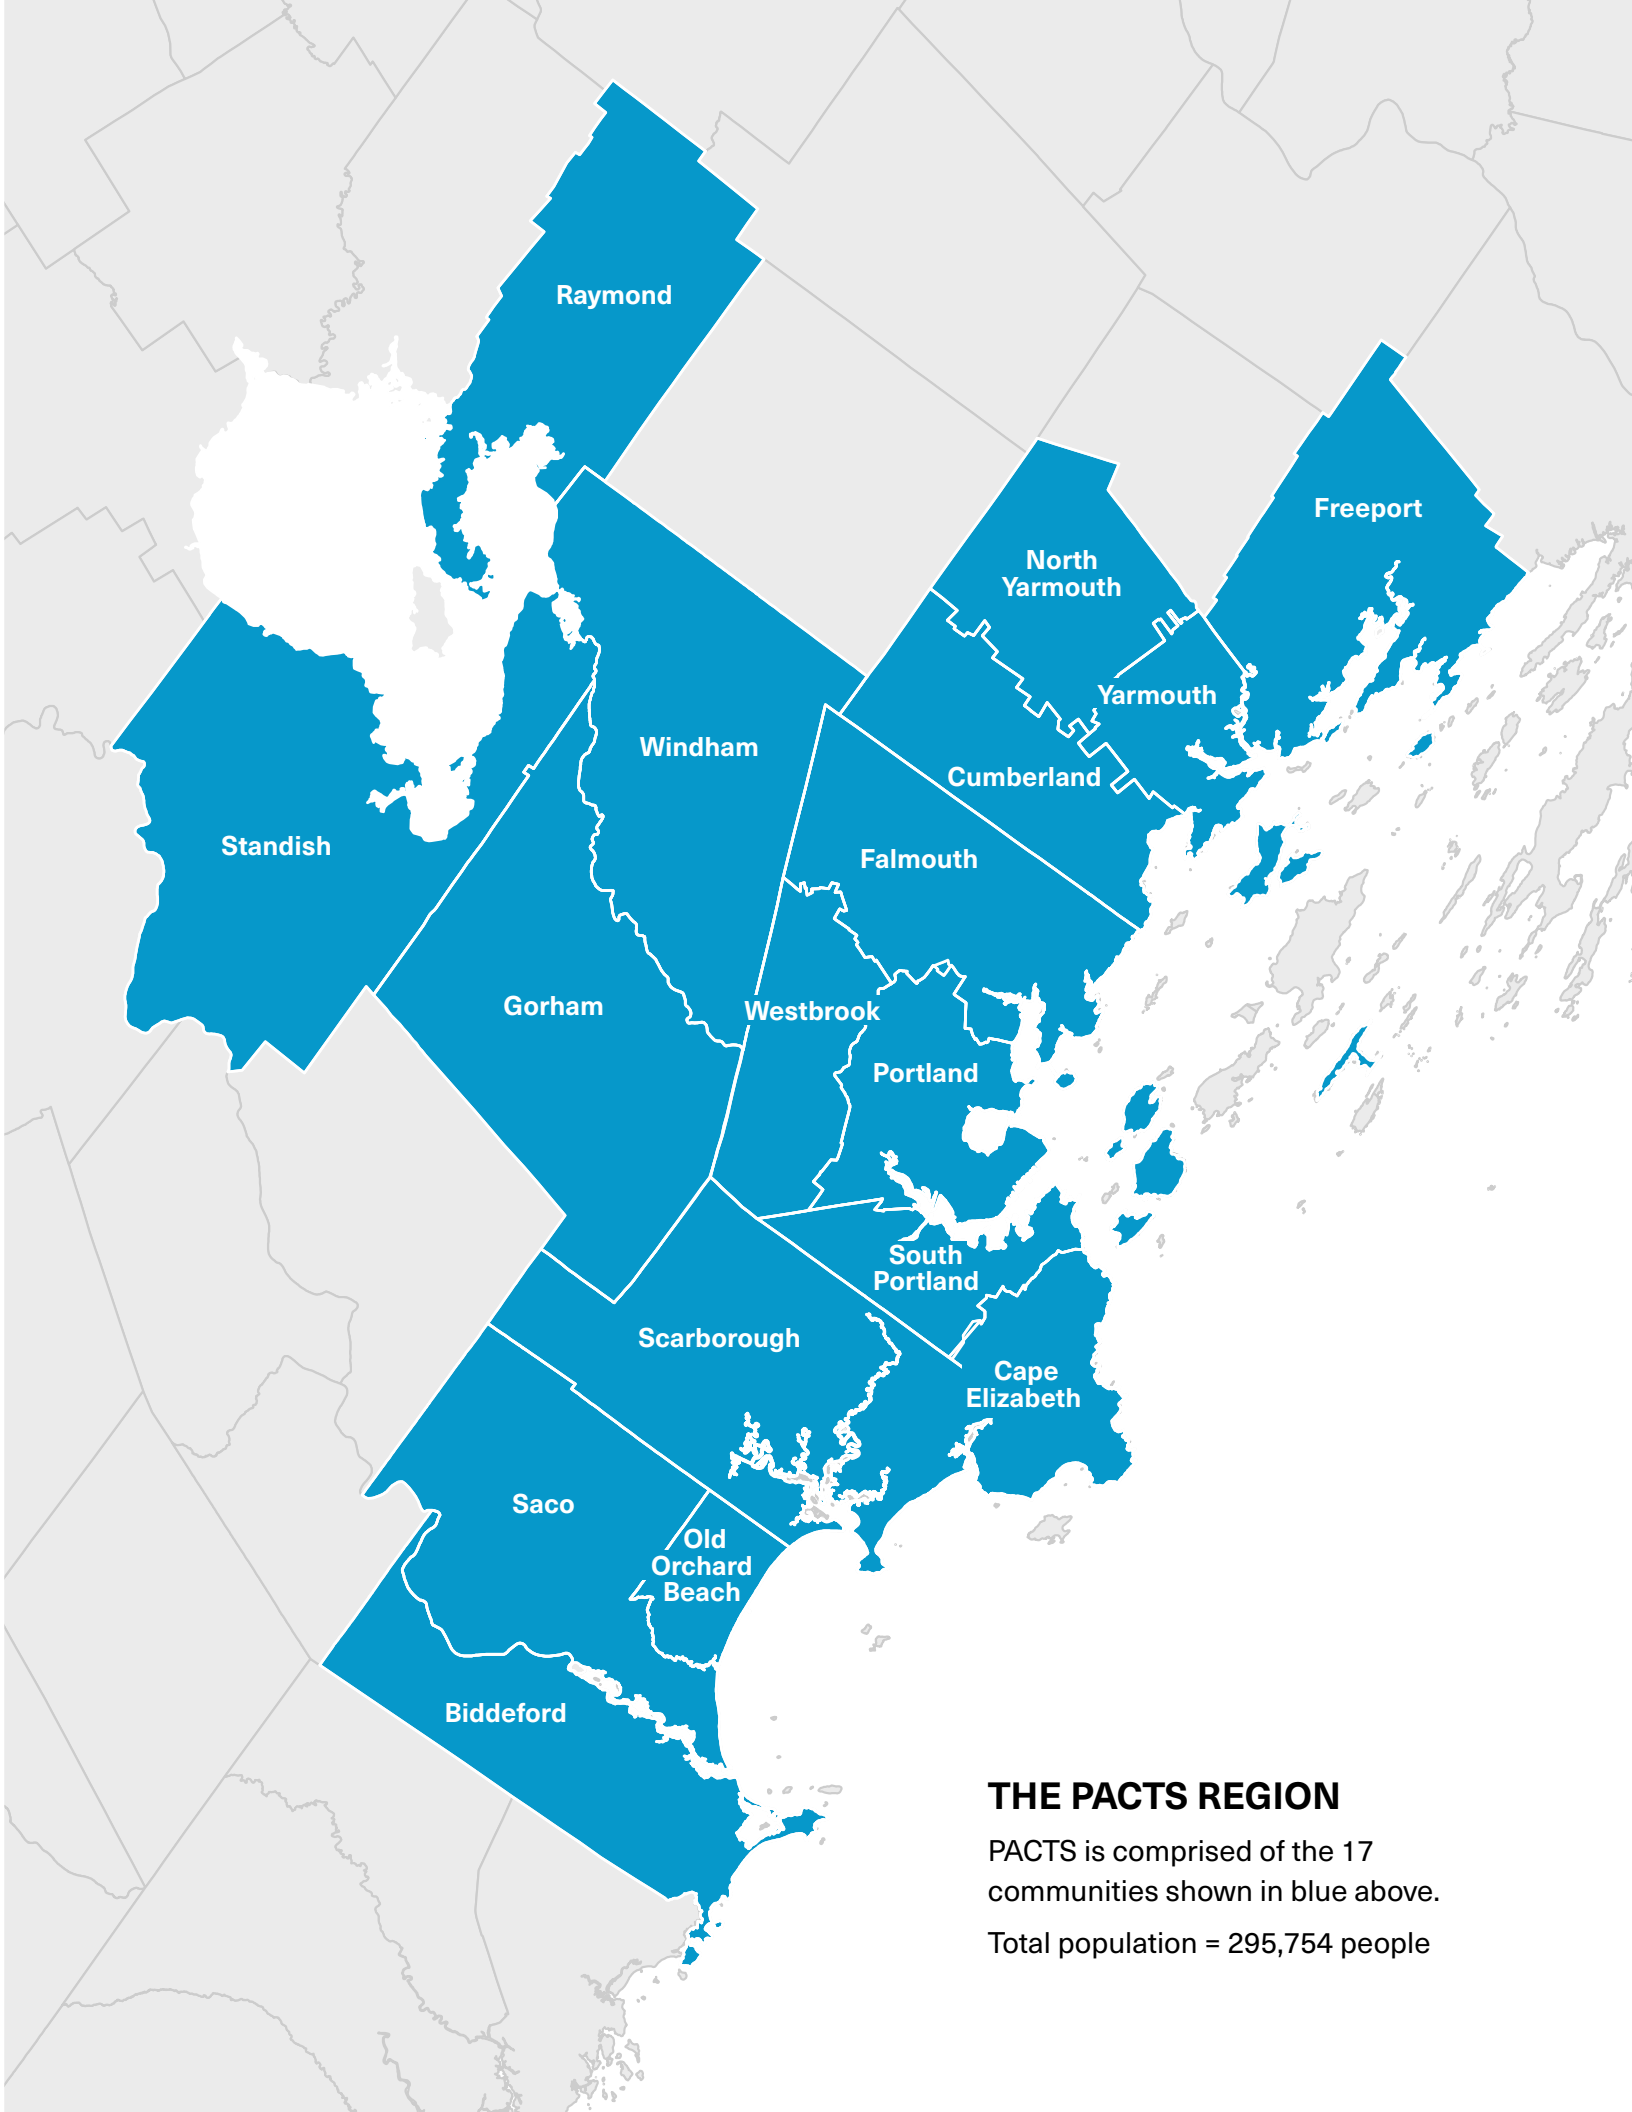 Raymond
Freeport
North
Yarmouth
Yarmouth
Windham
Cumberland
Standish
Falmouth
Gorham
Westbrook
Portland
South
Portland
Scarborough
Cape
Elizabeth
Saco
Old
Orchard
Beach
Biddeford
THE PACTS REGION
PACTS is comprised of the 17
communities shown in blue above.
Total population = 295,754 people